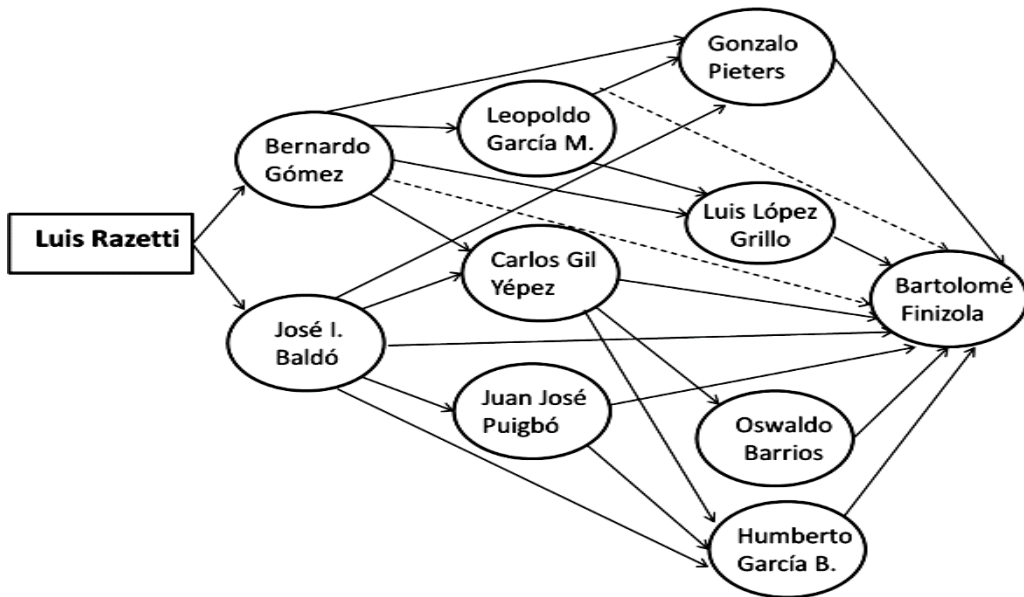 Gonzalo
Pieters
Leopoldo
García M.
Bernardo
Gómez
Luis López
Grillo
Luis Razetti
Carlos Gil
Yépez
Bartolomé
Finizola
José I.
Baldó
Juan José
Puigbó
Oswaldo
Barrios
Humberto
García B.